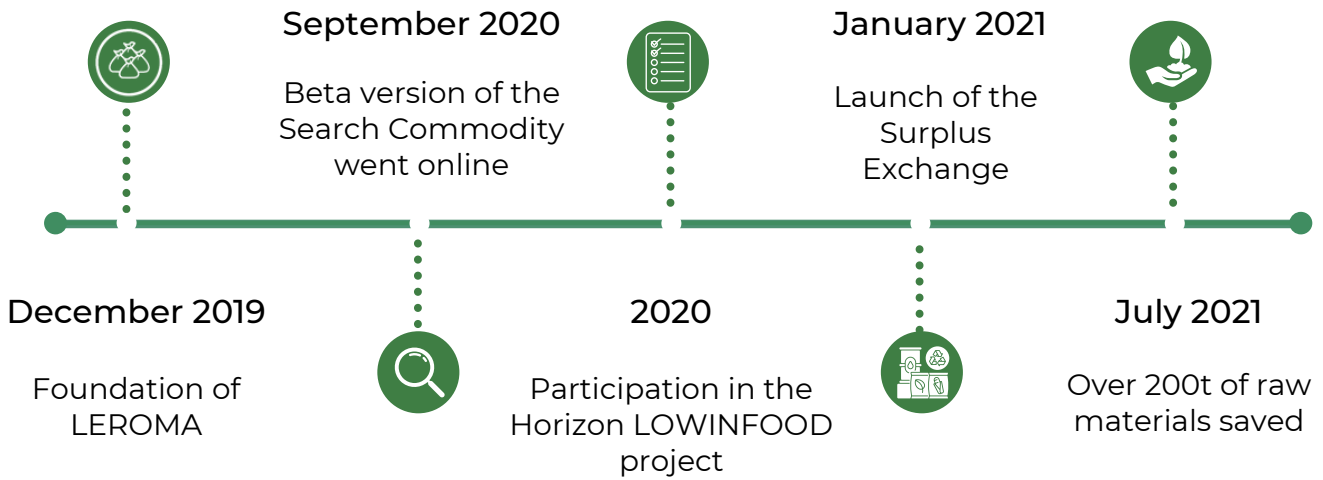 December 2019
Foundation of
LEROMA
September 2020
Beta version of the
Search Commodity
went online
2020
Participation in the
Horizon LOWINFOOD
project
January 2021
Launch of the
Surplus
Exchange
July 2021
Over 200t of raw
materials saved